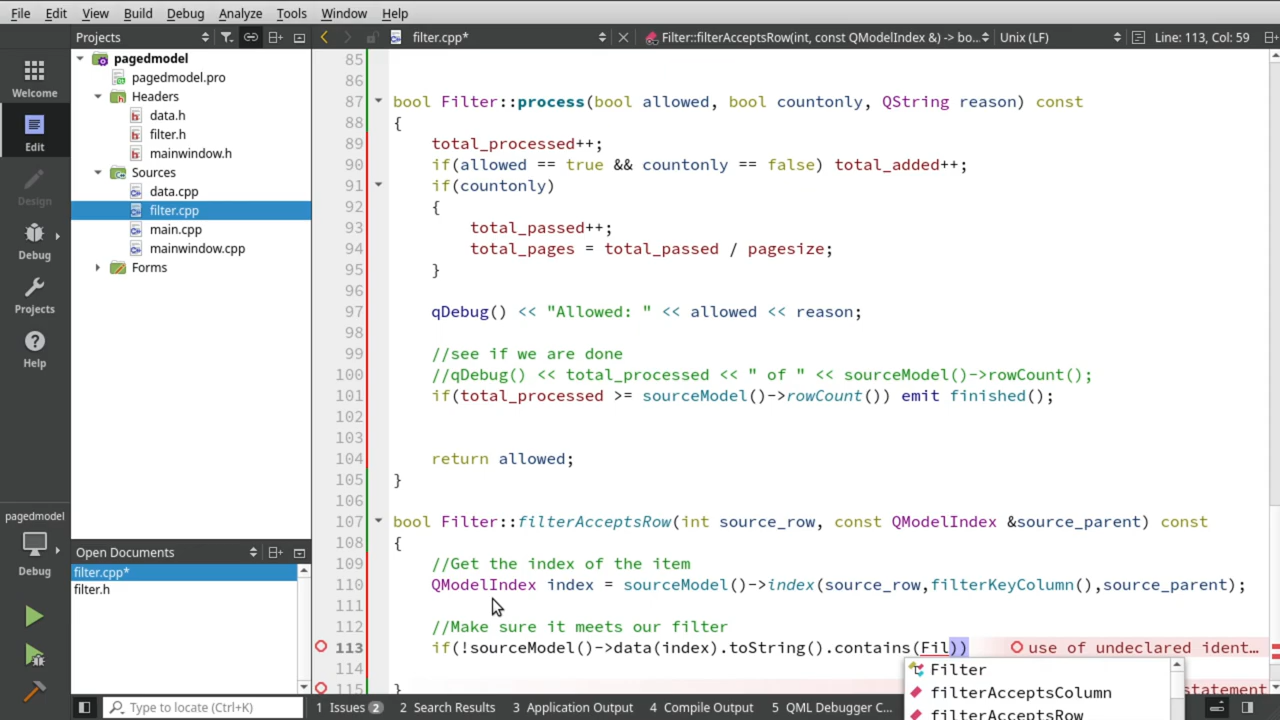 File Edit View Build Debug Analyze Tools Window Help
Projects filter.cpp* Filter::filterAcceptsRow(int, const QModelIndex &) -> bo... Unix (LF) Line: 113, Col: 59
Welcome
Edit
Design
Debug
Projects
Help
pagedmodel
Debug
pagedmodel
pagedmodel.pro
Headers
data.h
filter.h
mainwindow.h
Sources
data.cpp
filter.cpp
main.cpp
mainwindow.cpp
Forms
Open Documents
filter.cpp*
filter.h
85
86
87 bool Filter::process(bool allowed, bool countonly, QString reason) const
88 {
89 total_processed++;
90 if(allowed == true && countonly == false) total_added++;
91 if(countonly)
92 {
93 total_passed++;
94 total_pages = total_passed / pagesize;
95 }
96
97 qDebug() << "Allowed: " << allowed << reason;
98
99 //see if we are done
100 //qDebug() << total_processed << " of " << sourceModel()->rowCount();
101 if(total_processed >= sourceModel()->rowCount()) emit finished();
102
103
104 return allowed;
105 }
106
107 bool Filter::filterAcceptsRow(int source_row, const QModelIndex &source_parent) const
108 {
109 //Get the index of the item
110 QModelIndex index = sourceModel()->index(source_row,filterKeyColumn(),source_parent);
111
112 //Make sure it meets our filter
113 if(!sourceModel()->data(index).toString().contains(Fil)) use of undeclared ident...
114
115 } statement
Filter
filterAcceptsColumn
filterAcceptsRow
Type to locate (Ctrl+K) 1 Issues 2 2 Search Results 3 Application Output 4 Compile Output 5 QML Debugger C...